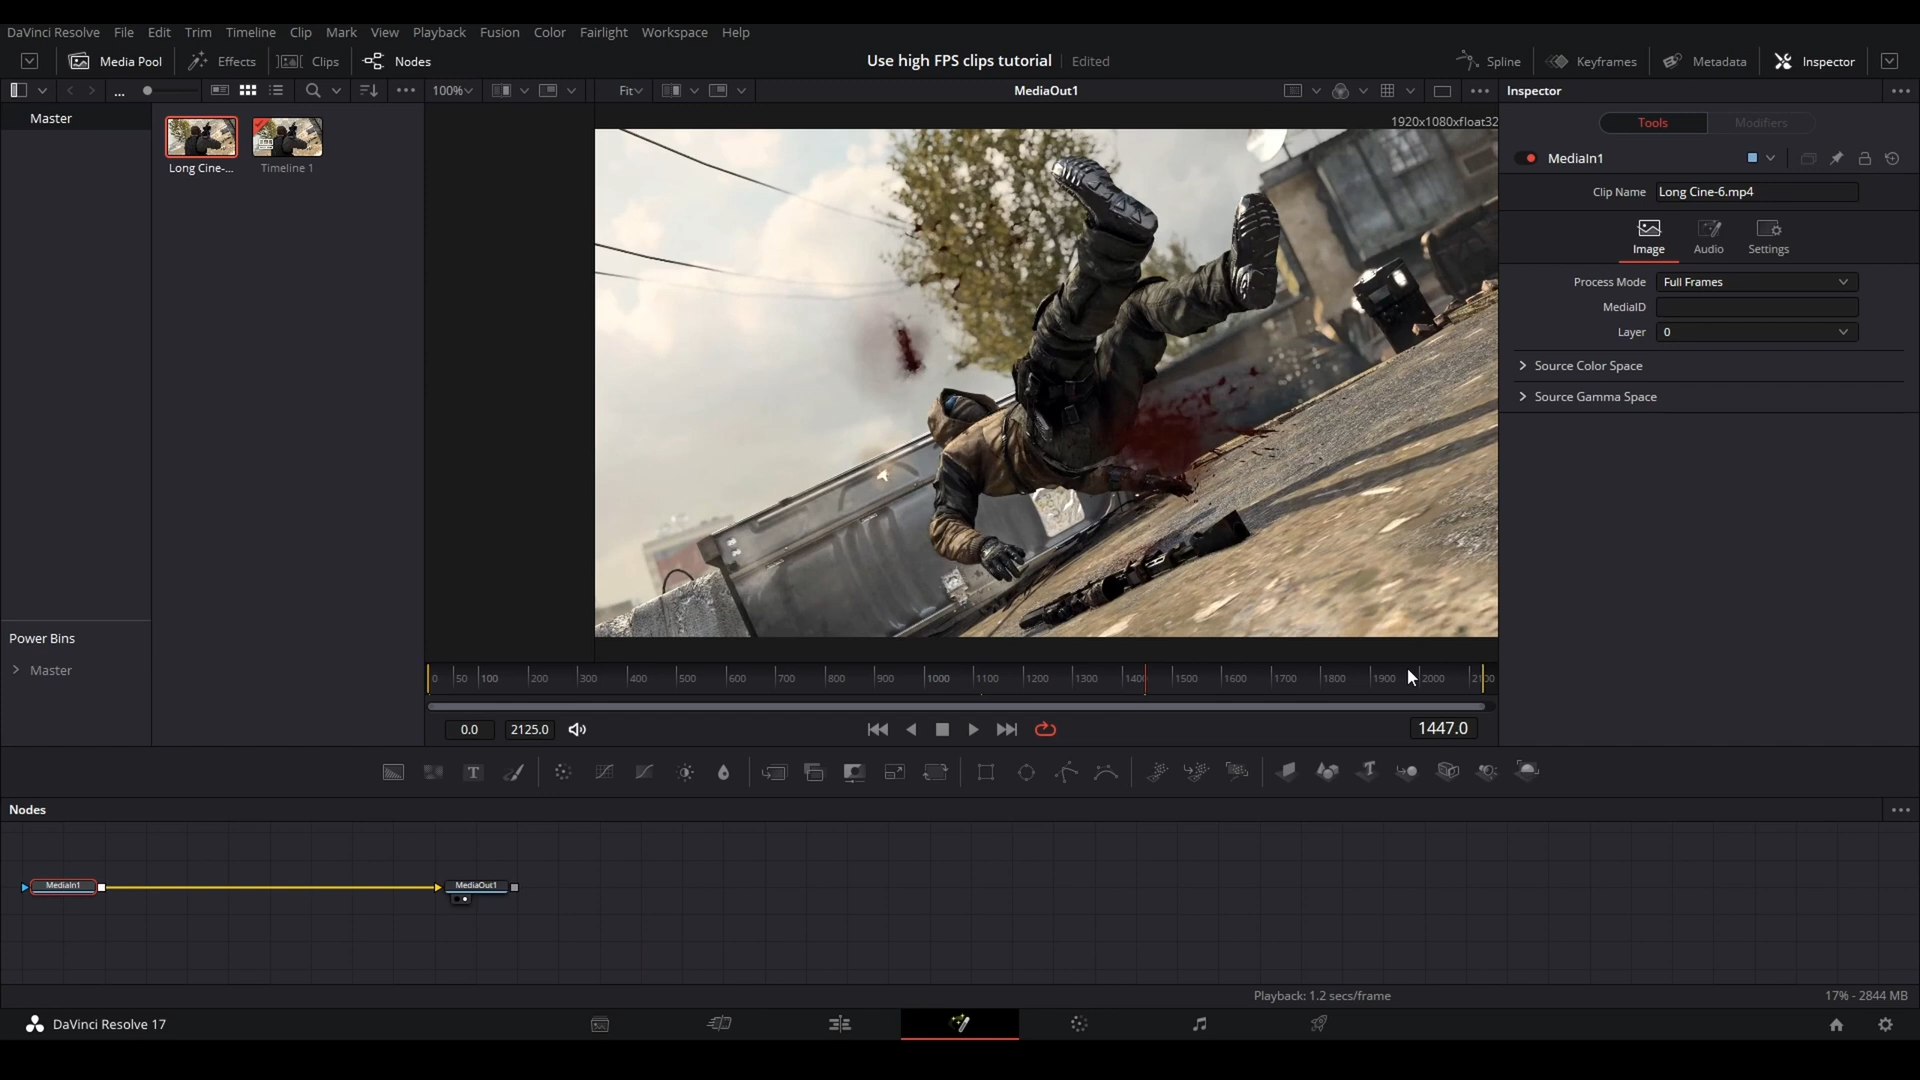 DaVinci Resolve File Edit Trim Timeline Clip Mark View Playback Fusion Color Fairlight Workspace Help
Media Pool Effects Clips Nodes Use high FPS clips tutorial Edited Spline Keyframes Metadata Inspector
... 100% Fit MediaOut1 Inspector
Master
1920x1080xfloat32
Tools Modifiers
MediaIn1
Long Cine-... Timeline 1
Clip Name Long Cine-6.mp4
Image Audio Settings
Process Mode Full Frames
MediaID
Layer 0
Source Color Space
Source Gamma Space
Power Bins
Master
0 50 100 200 300 400 500 600 700 800 900 1000 1100 1200 1300 1400 1500 1600 1700 1800 1900 2000 2100
0.0 2125.0 1447.0
T
Nodes
MediaIn1 MediaOut1
Playback: 1.2 secs/frame 17% - 2844 MB
DaVinci Resolve 17